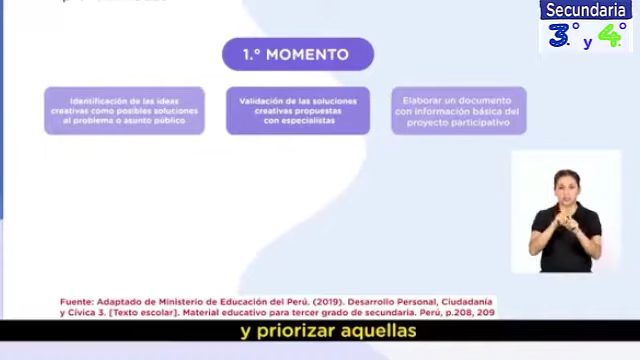 Secundaria
3.° y 4.°
1.° MOMENTO
Identificación de las ideas
creativas como posibles soluciones
al problema o asunto público
Validación de las soluciones
creativas propuestas
con especialistas
Elaborar un documento
con información básica del
proyecto participativo
Fuente: Adaptado de Ministerio de Educación del Perú. (2019). Desarrollo Personal, Ciudadanía
y Cívica 3. [Texto escolar]. Material educativo para tercer grado de secundaria. Perú, p.208, 209
y priorizar aquellas